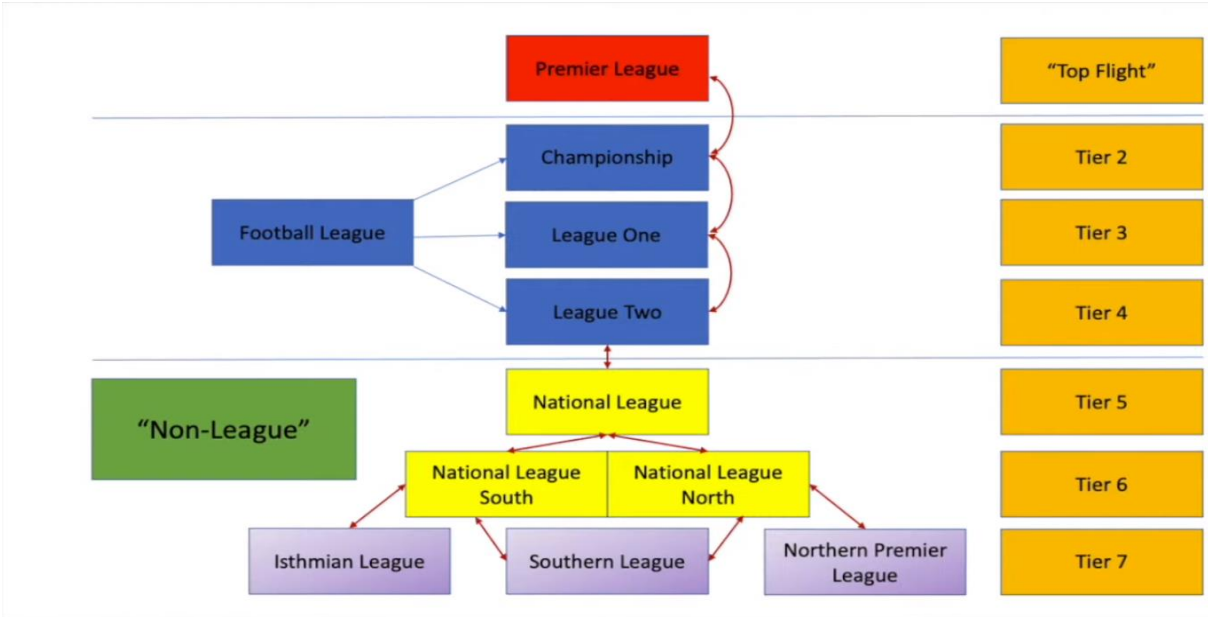 Premier League
“Top Flight”
Championship
Tier 2
Football League
League One
Tier 3
League Two
Tier 4
“Non-League”
National League
Tier 5
National League
South
National League
North
Tier 6
Isthmian League
Southern League
Northern Premier
League
Tier 7